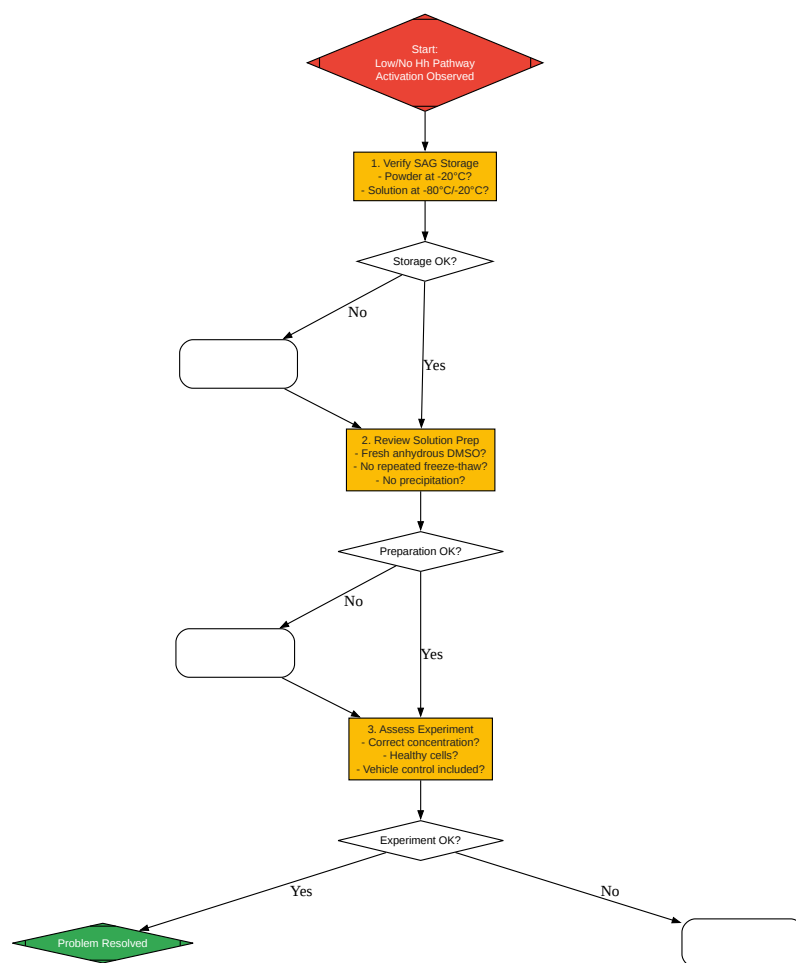 Start:
Low/No Hh Pathway
Activation Observed
1. Verify SAG Storage
- Powder at -20°C?
- Solution at -80°C/-20°C?
Storage OK?
No
Yes
2. Review Solution Prep
- Fresh anhydrous DMSO?
- No repeated freeze-thaw?
- No precipitation?
Preparation OK?
No
Yes
3. Assess Experiment
- Correct concentration?
- Healthy cells?
- Vehicle control included?
Experiment OK?
Yes
No
Problem Resolved